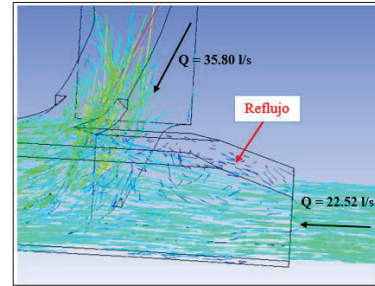 Q = 35.80 l/s
Reflujo
Q = 22.52 l/s